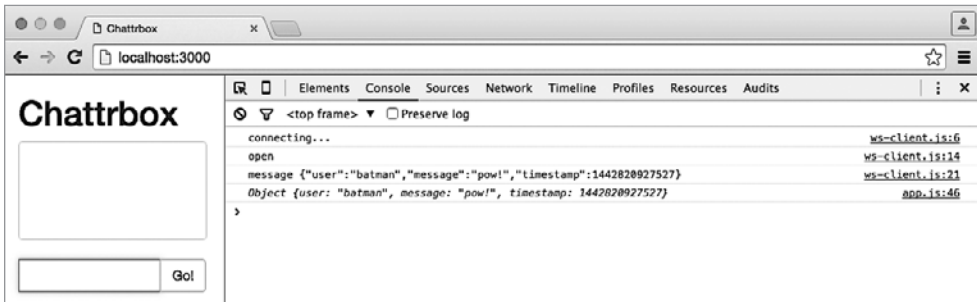 Chattrbox
localhost:3000
Chattrbox
Go!
Elements Console Sources Network Timeline Profiles Resources Audits
<top frame> ▼ Preserve log
connecting... ws-client.js:6
open ws-client.js:14
message {"user":"batman","message":"pow!","timestamp":1442820927527} ws-client.js:21
Object {user: "batman", message: "pow!", timestamp: 1442820927527} app.js:46